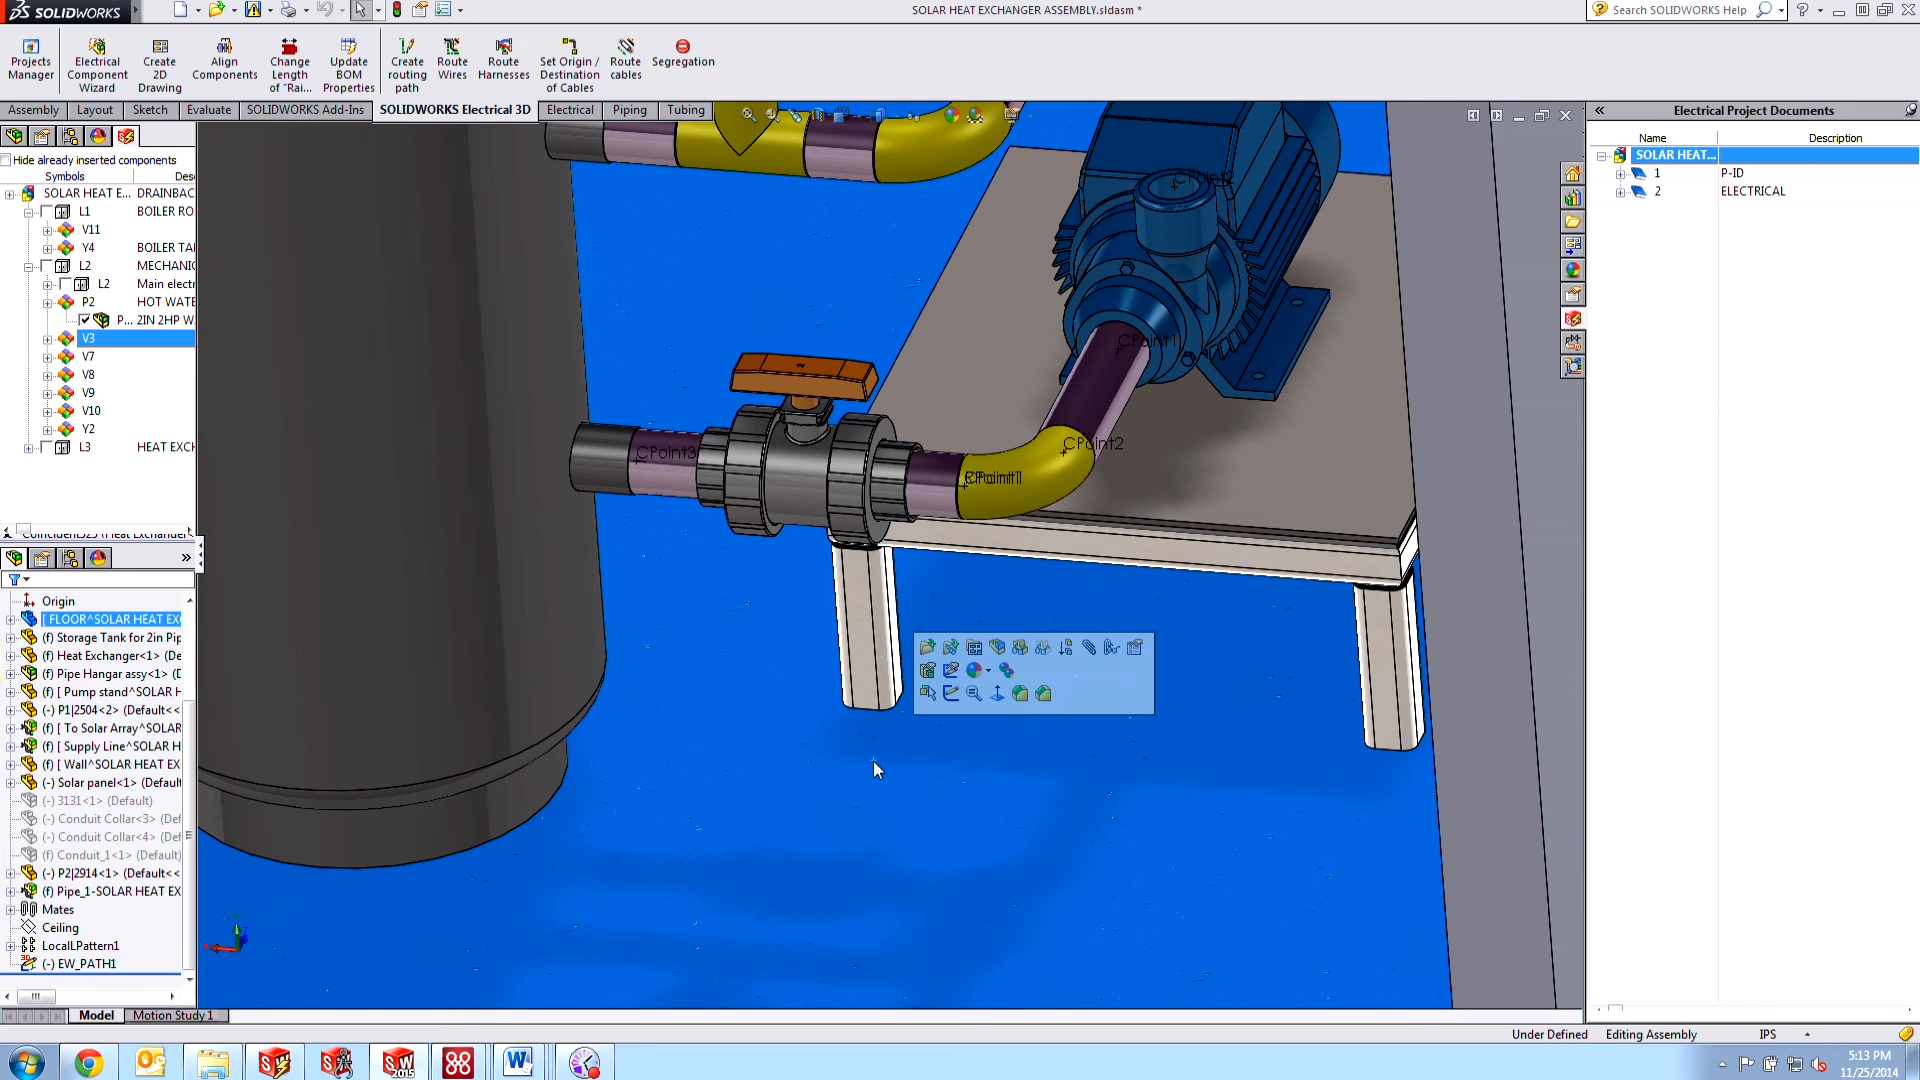 SOLIDWORKS
SOLAR HEAT EXCHANGER ASSEMBLY.sldasm *
Search SOLIDWORKS Help
Projects Manager
Electrical Component Wizard
Create 2D Drawing
Align Components
Change Length of "Rai...
Update BOM Properties
Create routing path
Route Wires
Route Harnesses
Set Origin / Destination of Cables
Route cables
Segregation
Assembly
Layout
Sketch
Evaluate
SOLIDWORKS Add-Ins
SOLIDWORKS Electrical 3D
Electrical
Piping
Tubing
Hide already inserted components
Symbols Des
SOLAR HEAT E... DRAINBAC
L1 BOILER RO
V11
Y4 BOILER TA
L2 MECHANIC
L2 Main electr
P2 HOT WATE
P... 2IN 2HP W
V3
V7
V8
V9
V10
Y2
L3 HEAT EXCH
Origin
[ FLOOR^SOLAR HEAT EX
(f) Storage Tank for 2in Pip
(f) Heat Exchanger<1> (De
(f) Pipe Hangar assy<1> (D
(f) [ Pump stand^SOLAR H
(-) P1|2504<2> (Default<<
(f) [ To Solar Array^SOLAR
(f) [ Supply Line^SOLAR H
(f) [ Wall^SOLAR HEAT EX
(-) Solar panel<1> (Default
(-) 3131<1> (Default)
(-) Conduit Collar<3> (Def
(-) Conduit Collar<4> (Def
(f) Conduit_1<1> (Default)
(-) P2|2914<1> (Default<<
(f) Pipe_1-SOLAR HEAT EX
Mates
Ceiling
LocalLPattern1
(-) EW_PATH1
Model
Motion Study 1
CPoint1
CPoint2
CPoint3
Electrical Project Documents
Name Description
SOLAR HEAT...
1 P-ID
2 ELECTRICAL
Under Defined
Editing Assembly
IPS
5:13 PM
11/25/2014